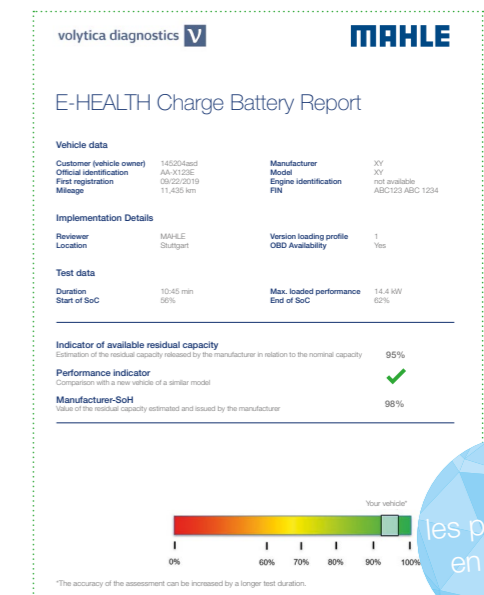 volytica diagnostics V
MAHLE
E-HEALTH Charge Battery Report
Vehicle data
Customer (vehicle owner) 145204asd Manufacturer XY
Official identification AA-X123E Model XY
First registration 09/22/2019 Engine identification not available
Mileage 11,435 km FIN ABC123 ABC 1234
Implementation Details
Reviewer MAHLE Version loading profile 1
Location Stuttgart OBD Availability Yes
Test data
Duration 10:45 min Max. loaded performance 14.4 kW
Start of SoC 56% End of SoC 62%
Indicator of available residual capacity
Estimation of the residual capacity released by the manufacturer in relation to the nominal capacity 95%
Performance indicator
Comparison with a new vehicle of a similar model
Manufacturer-SoH
Value of the residual capacity estimated and issued by the manufacturer 98%
Your vehicle*
0% 60% 70% 80% 90% 100%
les p
en
*The accuracy of the assessment can be increased by a longer test duration.